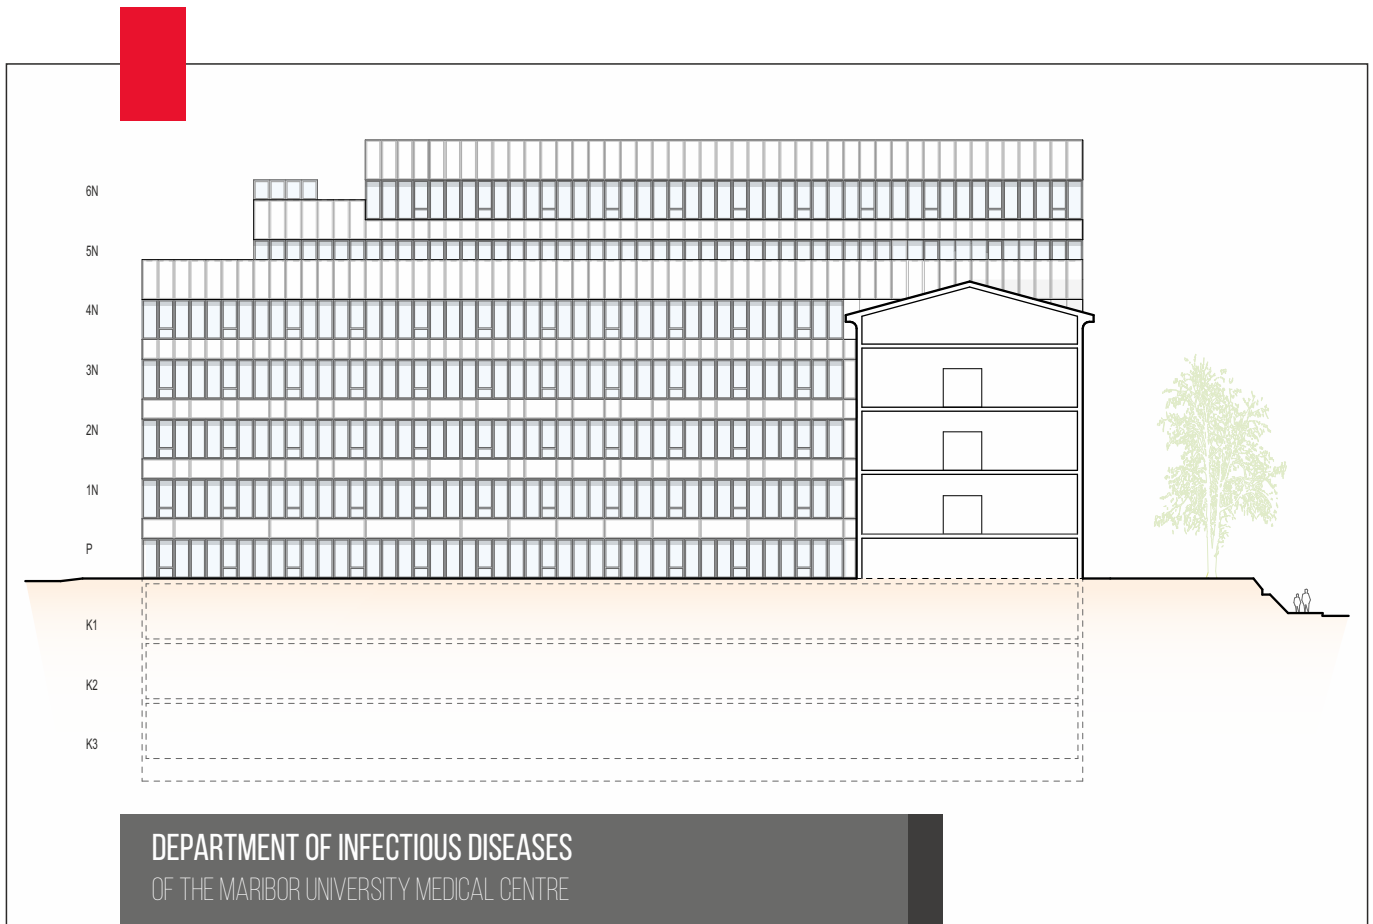 6N
5N
4N
3N
2N
1N
P
K1
K2
K3
DEPARTMENT OF INFECTIOUS DISEASES
OF THE MARIBOR UNIVERSITY MEDICAL CENTRE